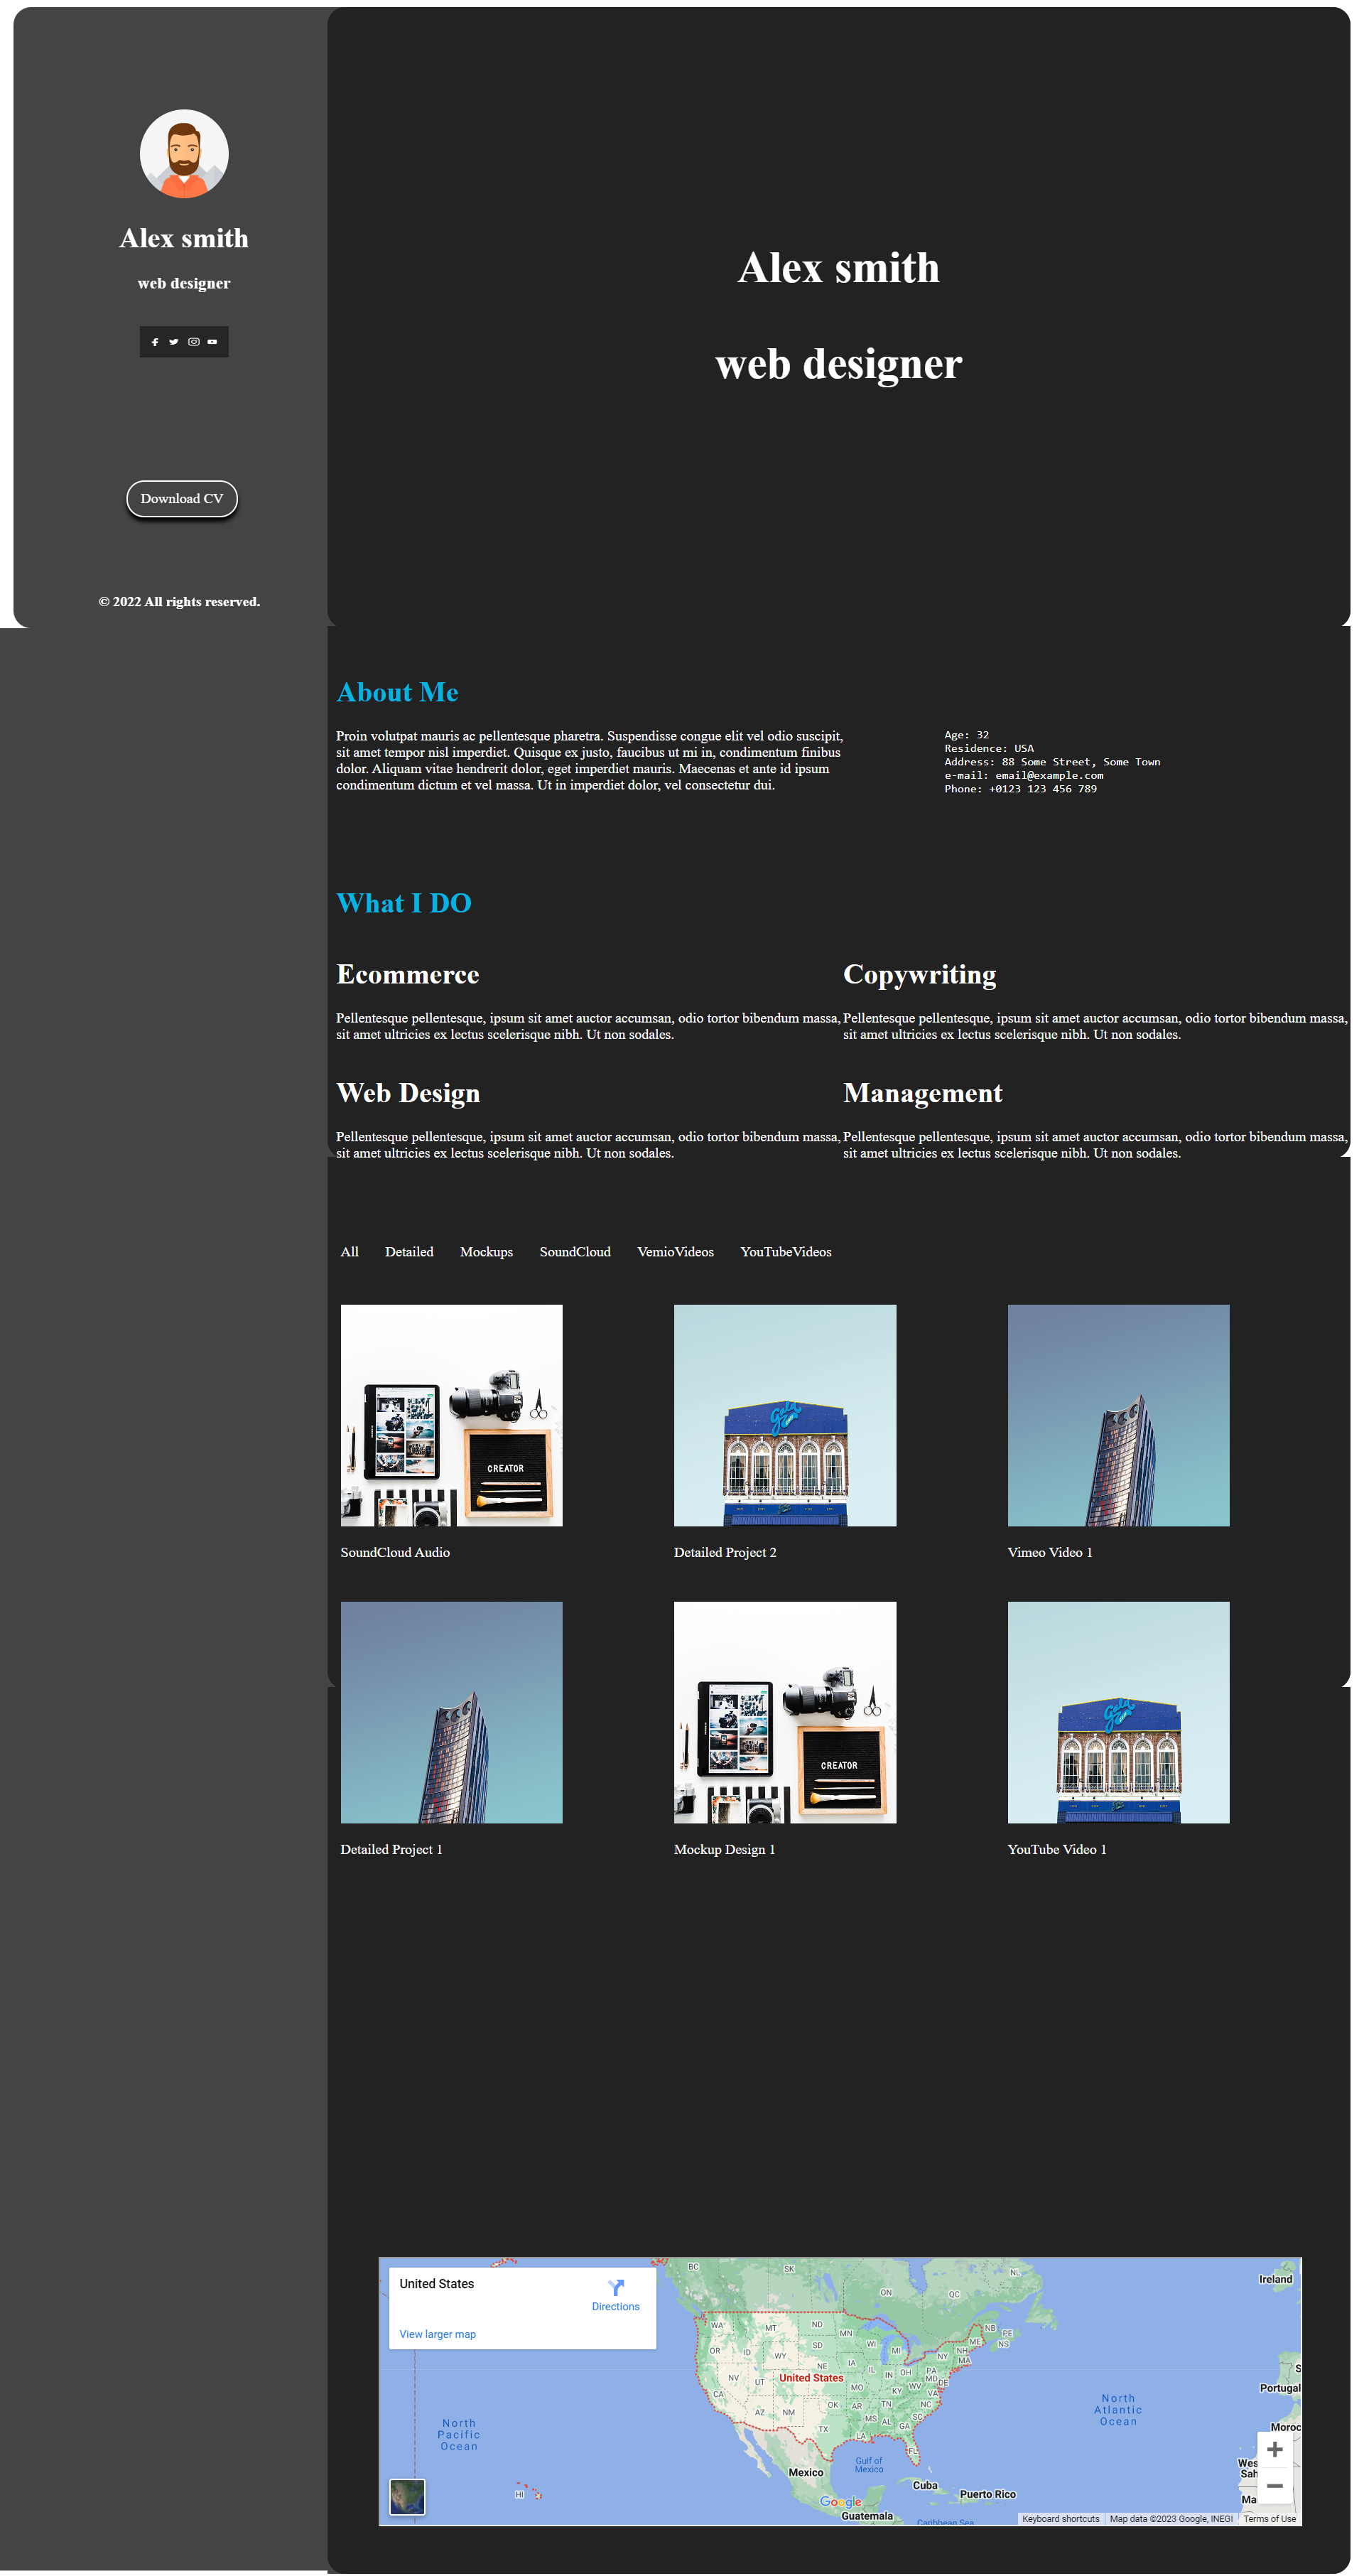 Alex smith
web designer
Download CV
© 2022 All rights reserved.
Alex smith
web designer
About Me
Proin volutpat mauris ac pellentesque pharetra. Suspendisse congue elit vel odio suscipit,
sit amet tempor nisl imperdiet. Quisque ex justo, faucibus ut mi in, condimentum finibus
dolor. Aliquam vitae hendrerit dolor, eget imperdiet mauris. Maecenas et ante id ipsum
condimentum dictum et vel massa. Ut in imperdiet dolor, vel consectetur dui.
Age: 32
Residence: USA
Address: 88 Some Street, Some Town
e-mail: email@example.com
Phone: +0123 123 456 789
What I DO
Ecommerce
Pellentesque pellentesque, ipsum sit amet auctor accumsan, odio tortor bibendum massa,
sit amet ultricies ex lectus scelerisque nibh. Ut non sodales.
Copywriting
Pellentesque pellentesque, ipsum sit amet auctor accumsan, odio tortor bibendum massa,
sit amet ultricies ex lectus scelerisque nibh. Ut non sodales.
Web Design
Pellentesque pellentesque, ipsum sit amet auctor accumsan, odio tortor bibendum massa,
sit amet ultricies ex lectus scelerisque nibh. Ut non sodales.
Management
Pellentesque pellentesque, ipsum sit amet auctor accumsan, odio tortor bibendum massa,
sit amet ultricies ex lectus scelerisque nibh. Ut non sodales.
All Detailed Mockups SoundCloud VemioVideos YouTubeVideos
CREATOR
Gala
SoundCloud Audio
Detailed Project 2
Vimeo Video 1
CREATOR
Gala
Detailed Project 1
Mockup Design 1
YouTube Video 1
United States
Directions
View larger map
BC
SK
NL
Ireland
ON
QC
WA
MT
ND
MN
NB
PE
NS
OR
ID
SD
WI
MI
ME
WY
NH
NY
MA
NE
IA
NV
UT
United States
IL
IN
OH
PA
MD
DE
CA
MO
KY
WV
VA
Portugal
AZ
NM
OK
AR
TN
NC
MS
AL
SC
GA
TX
LA
FL
North
Pacific
Ocean
North
Atlantic
Ocean
Moroc
Gulf of
Mexico
Mexico
Wes
Sah
Cuba
Puerto Rico
HI
Google
Guatemala
Caribbean Sea
Ma
Keyboard shortcuts
Map data ©2023 Google, INEGI
Terms of Use